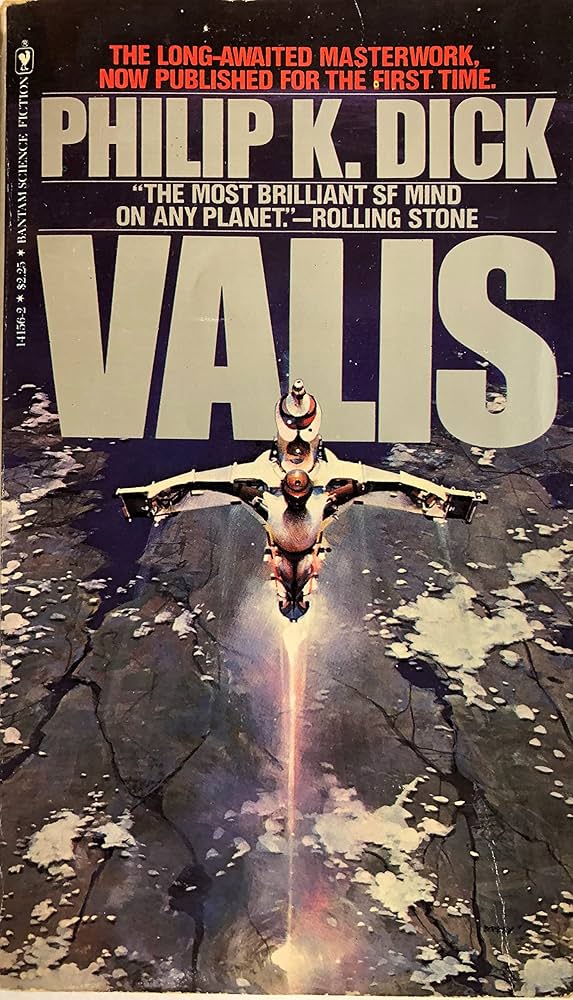 THE LONG-AWAITED MASTERWORK,
NOW PUBLISHED FOR THE FIRST TIME.
PHILIP K. DICK
"THE MOST BRILLIANT SF MIND
ON ANY PLANET."—ROLLING STONE
VALIS
14156-2 ★ $2.25 ★ BANTAM SCIENCE FICTION